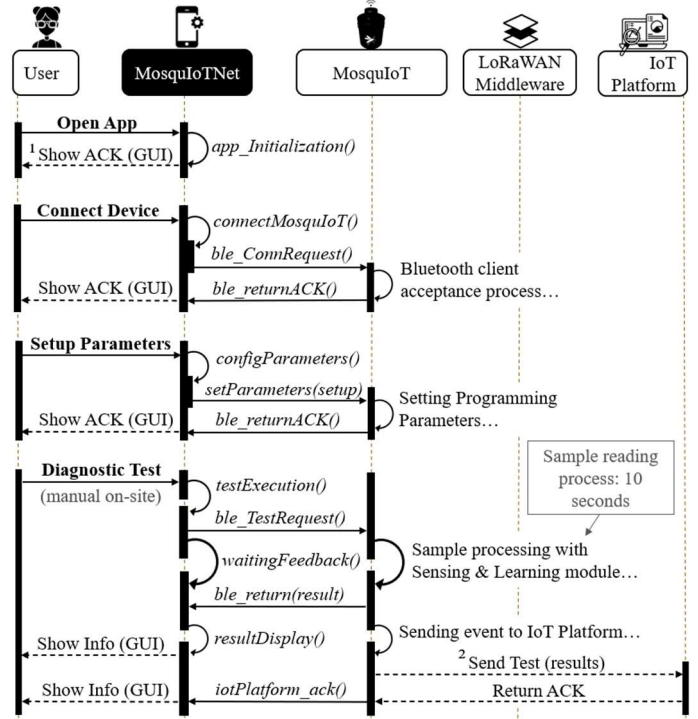 User
MosquIoTNet
MosquIoT
LoRaWAN
Middleware
IoT
Platform
Open App
app_Initialization()
1 Show ACK (GUI)
Connect Device
connectMosquIoT()
ble_ConnRequest()
Bluetooth client
acceptance process…
Show ACK (GUI)
ble_returnACK()
Setup Parameters
configParameters()
setParameters(setup)
Setting Programming
Parameters…
Show ACK (GUI)
ble_returnACK()
Sample reading
process: 10
seconds
Diagnostic Test
(manual on-site)
testExecution()
ble_TestRequest()
waitingFeedback()
Sample processing with
Sensing & Learning module…
ble_return(result)
Show Info (GUI)
resultDisplay()
Sending event to IoT Platform…
2 Send Test (results)
Show Info (GUI)
iotPlatform_ack()
Return ACK